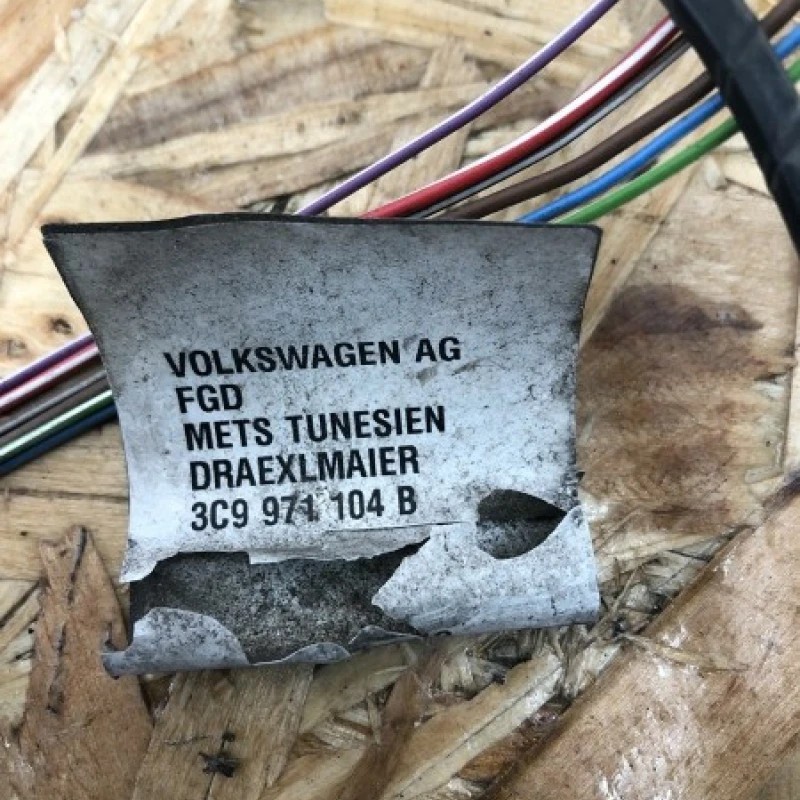 VOLKSWAGEN AG
FGD
METS TUNESIEN
DRAEXLMAIER
3C9 971 104 B